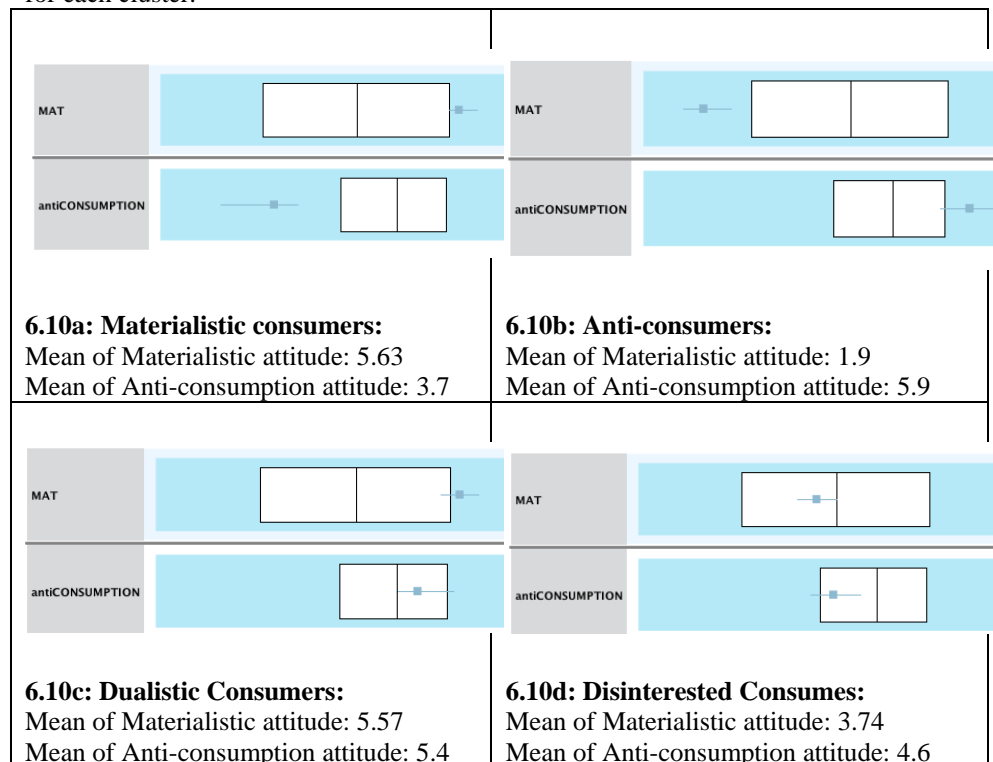 for each cluster.
MAT
antiCONSUMPTION
6.10a: Materialistic consumers:
Mean of Materialistic attitude: 5.63
Mean of Anti-consumption attitude: 3.7
MAT
antiCONSUMPTION
6.10b: Anti-consumers:
Mean of Materialistic attitude: 1.9
Mean of Anti-consumption attitude: 5.9
MAT
antiCONSUMPTION
6.10c: Dualistic Consumers:
Mean of Materialistic attitude: 5.57
Mean of Anti-consumption attitude: 5.4
MAT
antiCONSUMPTION
6.10d: Disinterested Consumes:
Mean of Materialistic attitude: 3.74
Mean of Anti-consumption attitude: 4.6